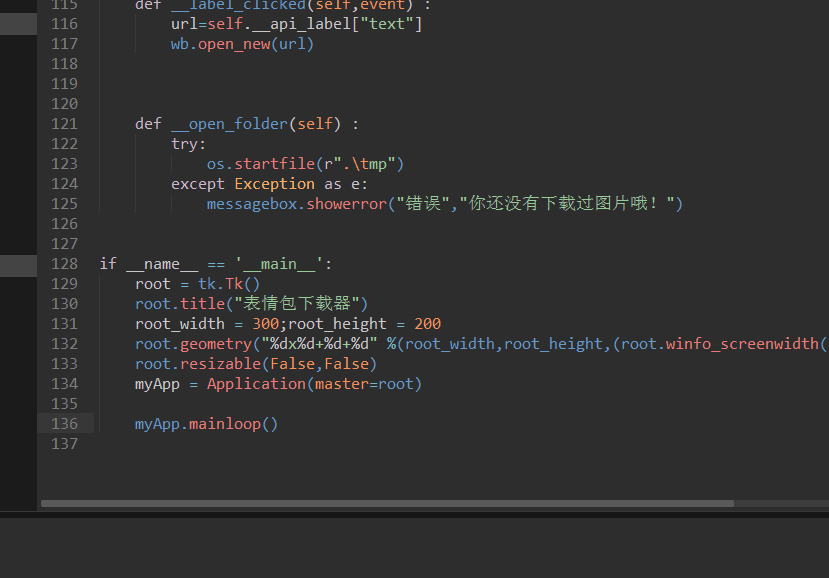 115 def __label_clicked(self,event) :
116 url=self.__api_label["text"]
117 wb.open_new(url)
118
119
120
121 def __open_folder(self) :
122 try:
123 os.startfile(r".\tmp")
124 except Exception as e:
125 messagebox.showerror("错误","你还没有下载过图片哦！")
126
127
128 if __name__ == '__main__':
129 root = tk.Tk()
130 root.title("表情包下载器")
131 root_width = 300;root_height = 200
132 root.geometry("%dx%d+%d+%d" %(root_width,root_height,(root.winfo_screenwidth(
133 root.resizable(False,False)
134 myApp = Application(master=root)
135
136 myApp.mainloop()
137